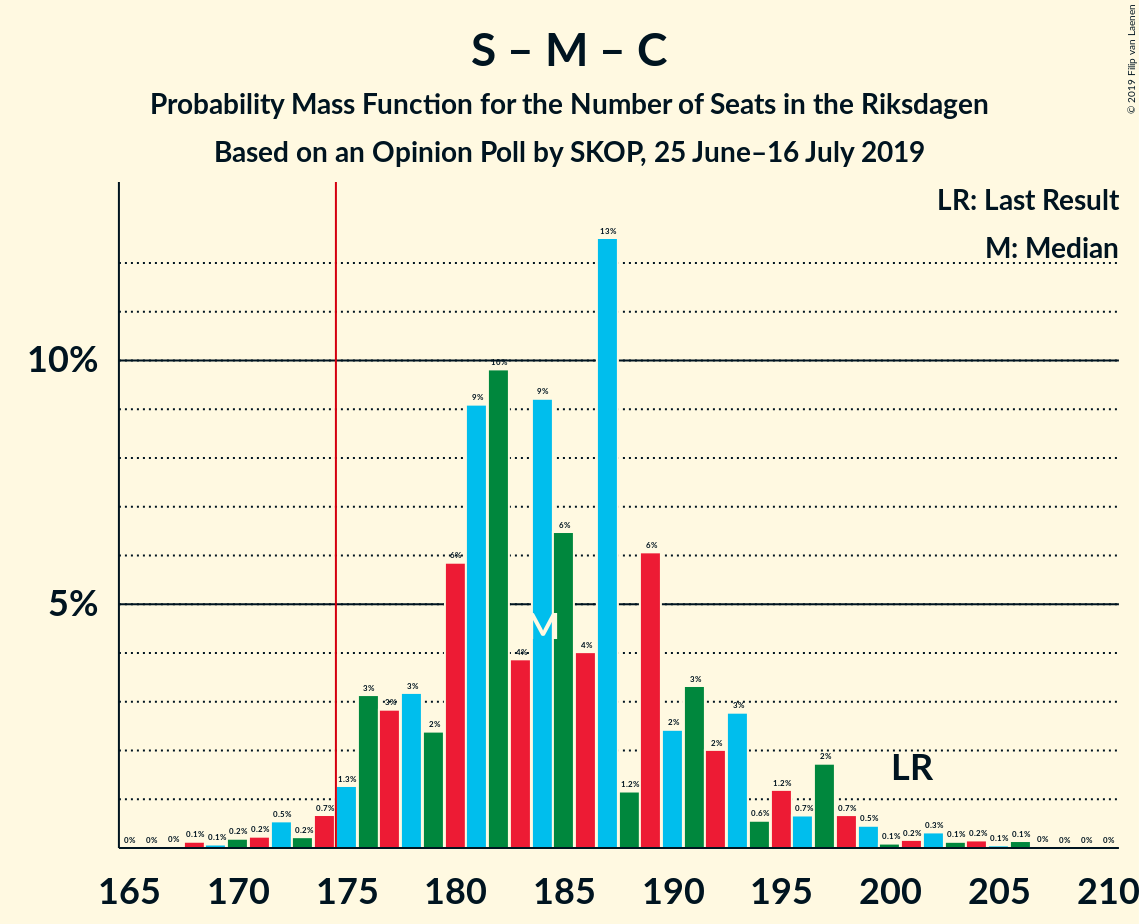 S – M – C
Probability Mass Function for the Number of Seats in the Riksdagen
Based on an Opinion Poll by SKOP, 25 June–16 July 2019
© 2019 Filip van Laenen
LR: Last Result
M: Median
10%
5%
0% 0% 0% 0.1% 0.1% 0.2% 0.2% 0.5% 0.2% 0.7% 1.3% 3% 3% 3% 2% 6% 9% 10% 4% 9% 6% 4% 13% 1.2% 6% 2% 3% 2% 3% 0.6% 1.2% 0.7% 2% 0.7% 0.5% 0.1% 0.2% 0.3% 0.1% 0.2% 0.1% 0.1% 0% 0% 0% 0%
M
LR
165 170 175 180 185 190 195 200 205 210